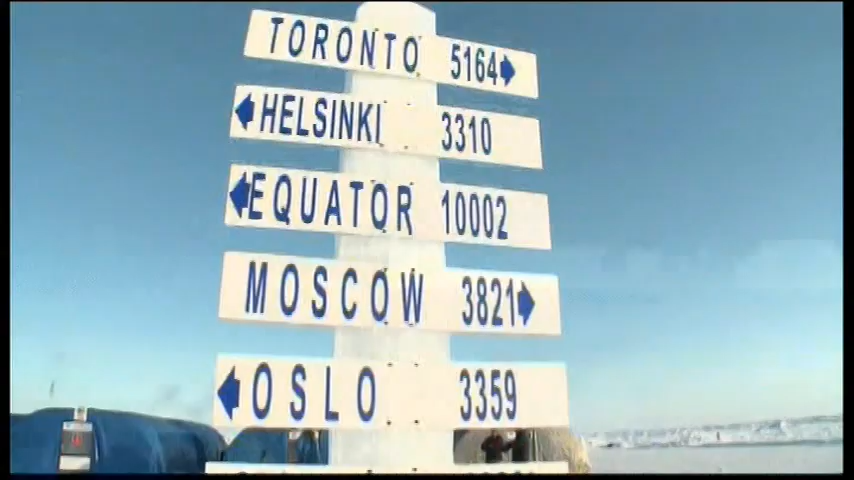 TORONTO 5164
HELSINKI 3310
EQUATOR 10002
MOSCOW 3821
OSLO 3359